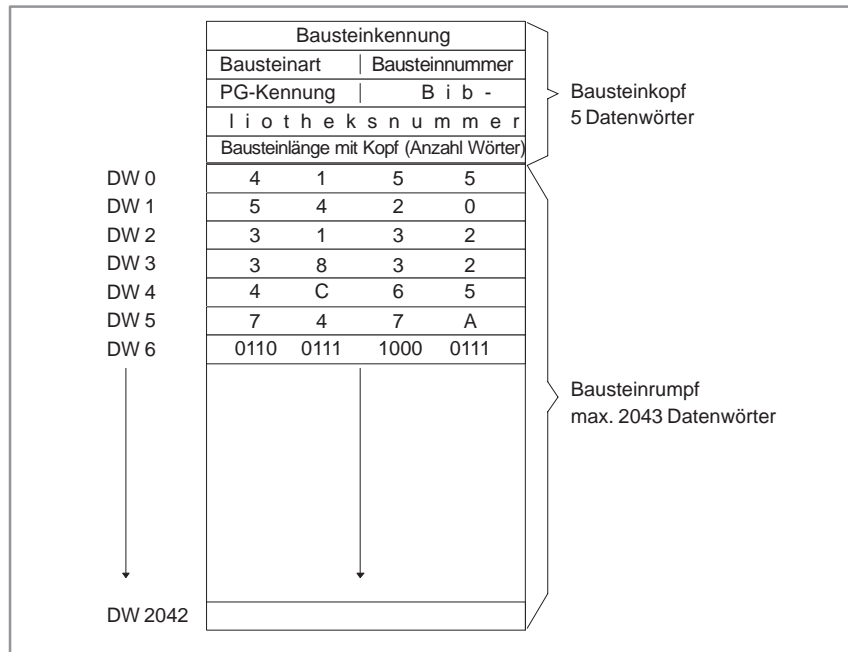 Bausteinkennung
Bausteinart | Bausteinnummer
PG-Kennung | B i b -
l i o t h e k s n u m m e r
Bausteinlänge mit Kopf (Anzahl Wörter)
Bausteinkopf
5 Datenwörter
DW 0 4 1 5 5
DW 1 5 4 2 0
DW 2 3 1 3 2
DW 3 3 8 3 2
DW 4 4 C 6 5
DW 5 7 4 7 A
DW 6 0110 0111 1000 0111
Bausteinrumpf
max. 2043 Datenwörter
DW 2042